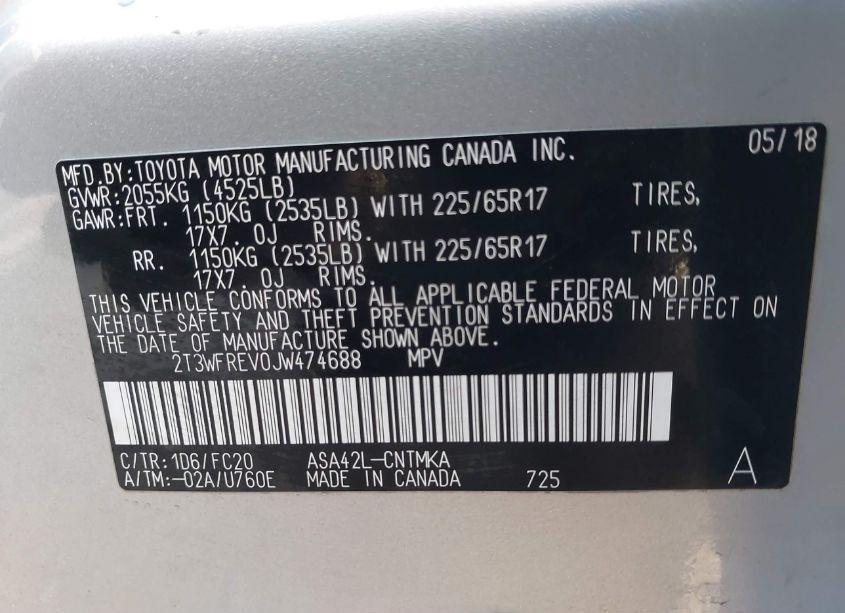 05/18
MFD.BY:TOYOTA MOTOR MANUFACTURING CANADA INC.
GVWR:2055KG (4525LB)
GAWR:FRT. 1150KG (2535LB) WITH 225/65R17 TIRES,
17X7.0J RIMS.
RR. 1150KG (2535LB) WITH 225/65R17 TIRES,
17X7.0J RIMS.
THIS VEHICLE CONFORMS TO ALL APPLICABLE FEDERAL MOTOR
VEHICLE SAFETY AND THEFT PREVENTION STANDARDS IN EFFECT ON
THE DATE OF MANUFACTURE SHOWN ABOVE.
2T3WFREV0JW474688 MPV
C/TR:1D6/FC20 ASA42L-CNTMKA
A/TM:-02A/U760E MADE IN CANADA 725 A